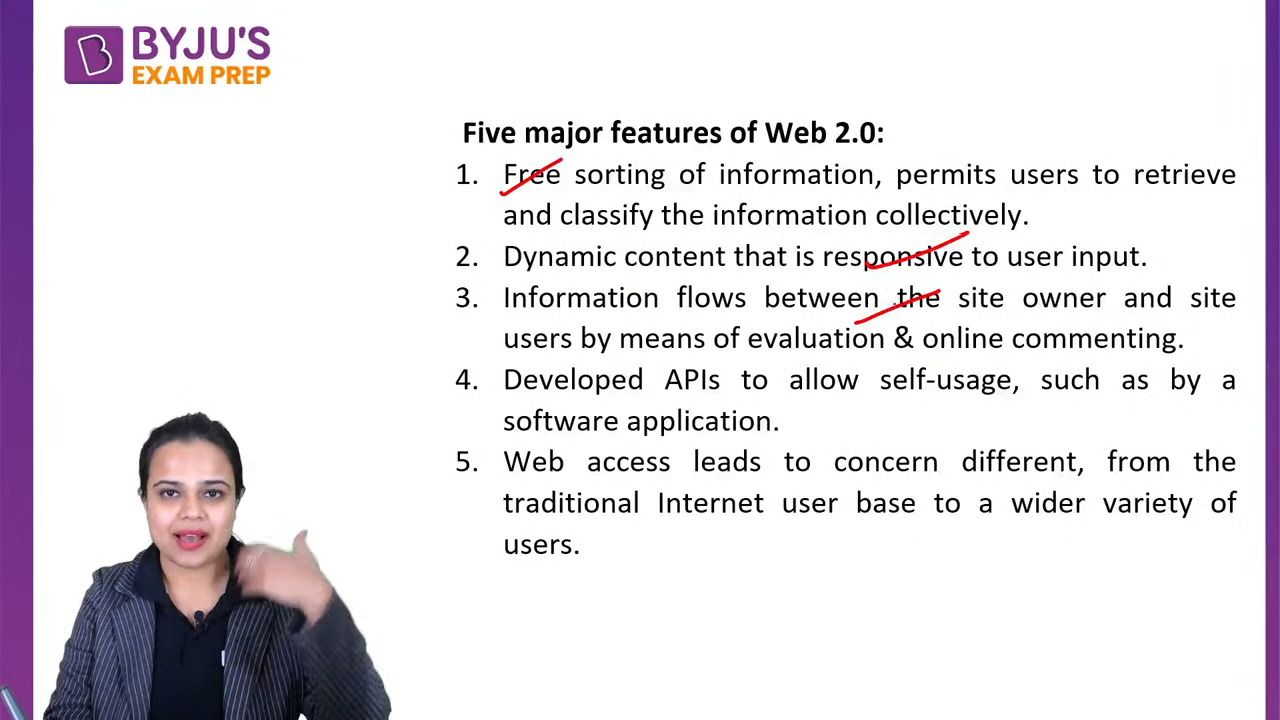 BYJU'S
EXAM PREP
Five major features of Web 2.0:
1. Free sorting of information, permits users to retrieve
and classify the information collectively.
2. Dynamic content that is responsive to user input.
3. Information flows between the site owner and site
users by means of evaluation & online commenting.
4. Developed APIs to allow self-usage, such as by a
software application.
5. Web access leads to concern different, from the
traditional Internet user base to a wider variety of
users.